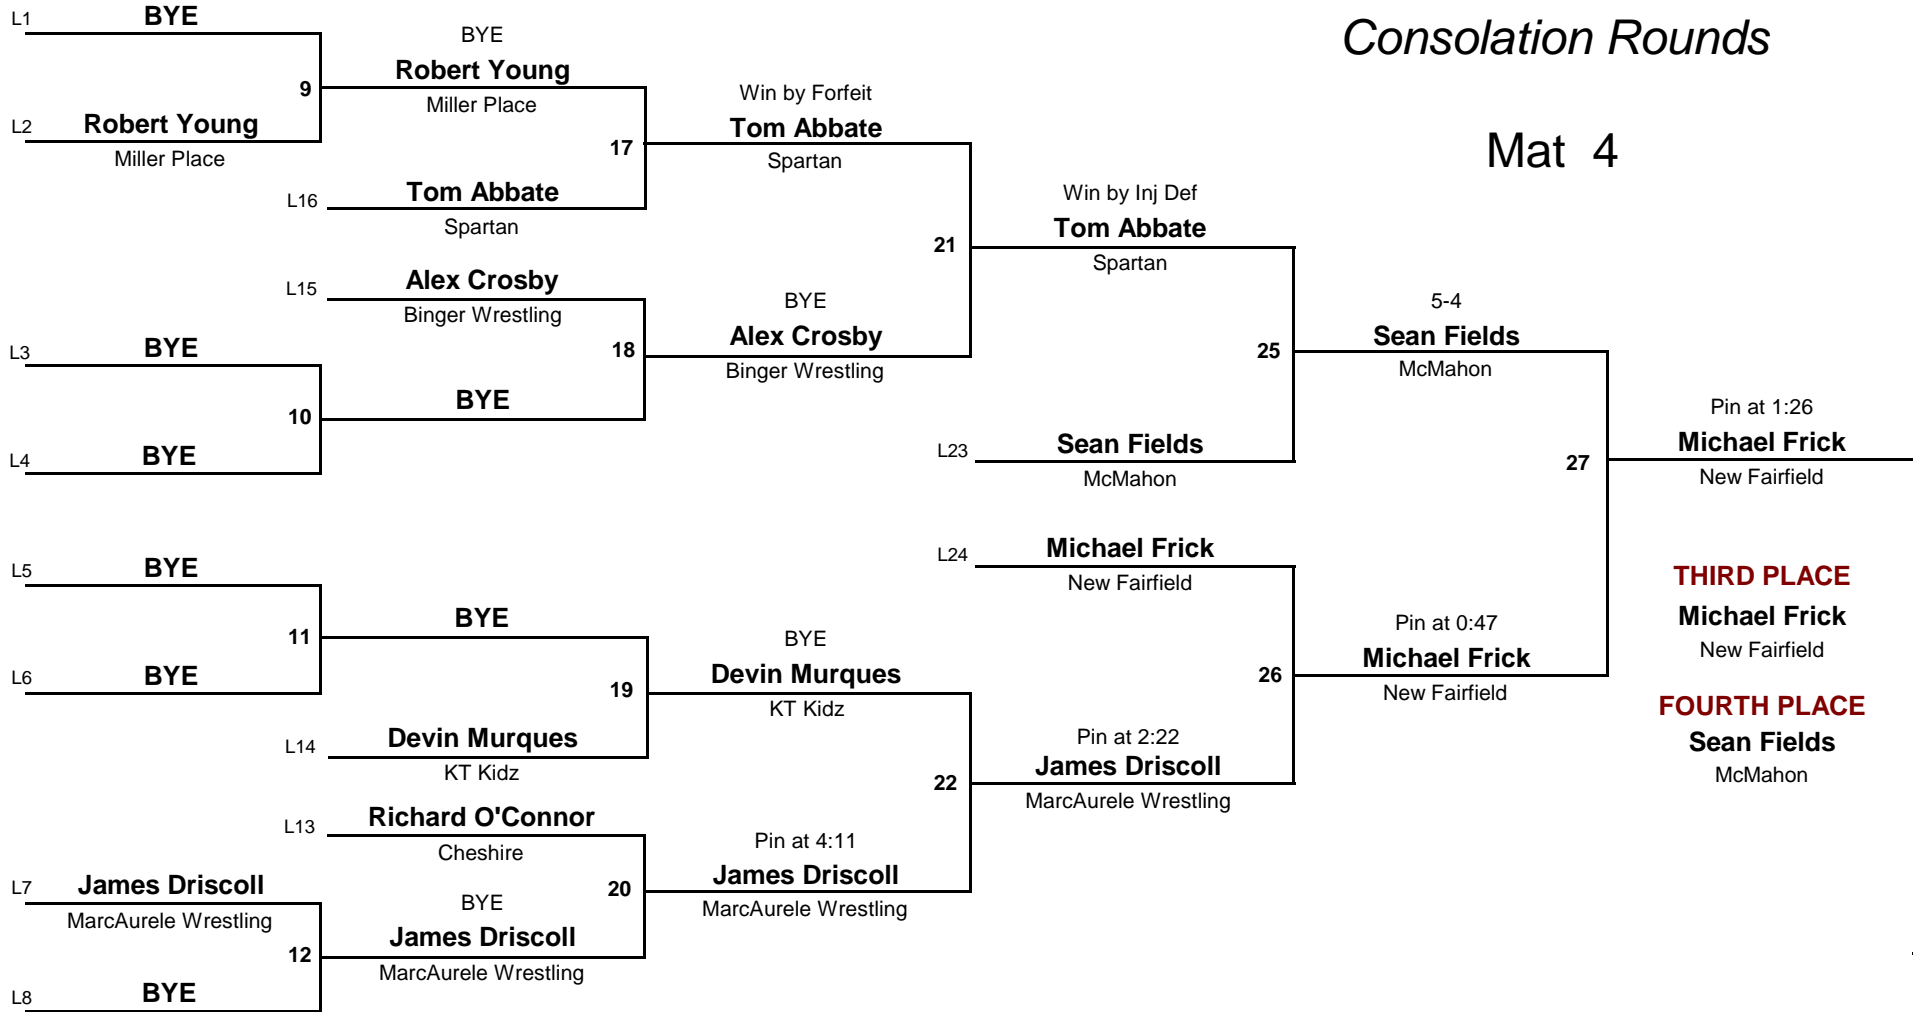 Consolation Rounds
Mat 4
L1 BYE
9
L2 Robert Young
Miller Place
BYE
Robert Young
Miller Place
17
L16 Tom Abbate
Spartan
Win by Forfeit
Tom Abbate
Spartan
21
L15 Alex Crosby
Binger Wrestling
18
BYE
Alex Crosby
Binger Wrestling
L3 BYE
10
BYE
L4 BYE
Win by Inj Def
Tom Abbate
Spartan
25
L23 Sean Fields
McMahon
5-4
Sean Fields
McMahon
27
Pin at 1:26
Michael Frick
New Fairfield
L5 BYE
11
BYE
L6 BYE
19
L14 Devin Murques
KT Kidz
BYE
Devin Murques
KT Kidz
22
L13 Richard O'Connor
Cheshire
20
L7 James Driscoll
MarcAurele Wrestling
12
L8 BYE
BYE
James Driscoll
MarcAurele Wrestling
Pin at 4:11
James Driscoll
MarcAurele Wrestling
L24 Michael Frick
New Fairfield
26
Pin at 2:22
James Driscoll
MarcAurele Wrestling
Pin at 0:47
Michael Frick
New Fairfield
THIRD PLACE
Michael Frick
New Fairfield
FOURTH PLACE
Sean Fields
McMahon